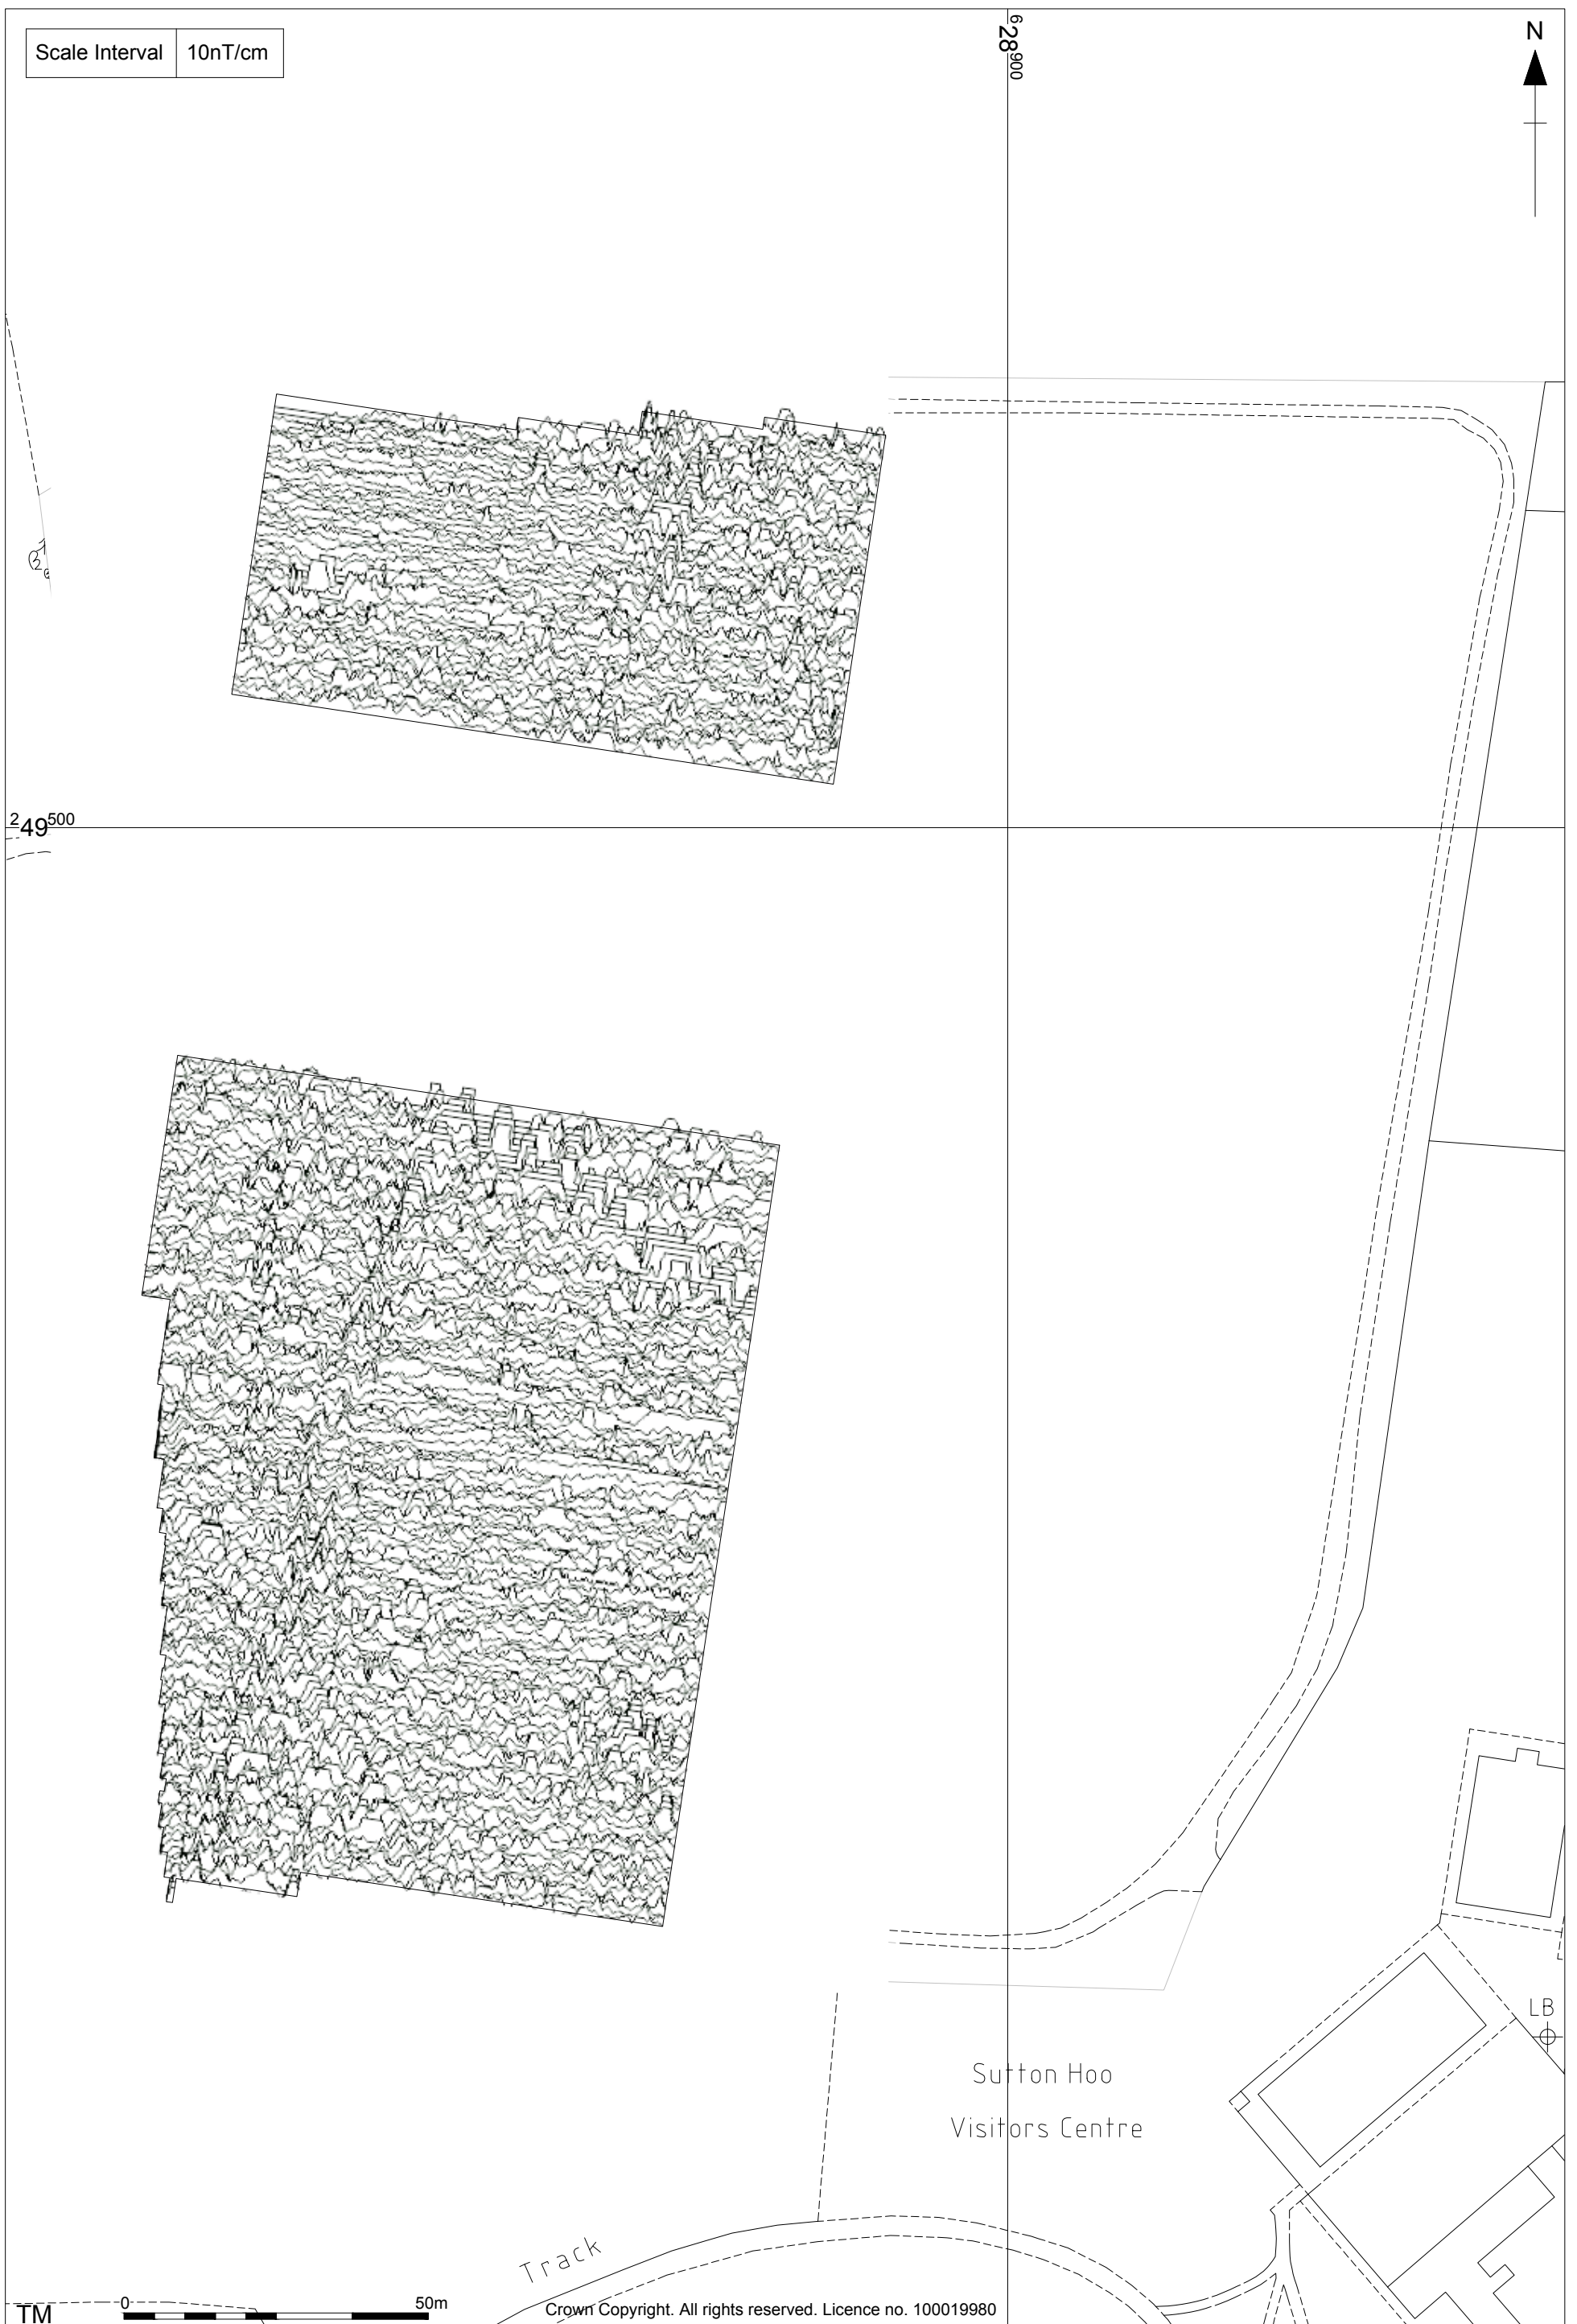 Scale Interval 10nT/cm
628900
N
249500
Sutton Hoo
Visitors Centre
LB
Track
TM
0 50m
Crown Copyright. All rights reserved. Licence no. 100019980